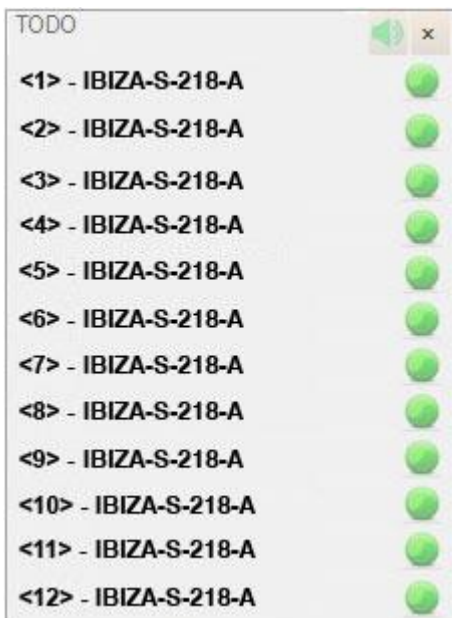 TODO
<1> - IBIZA-S-218-A
<2> - IBIZA-S-218-A
<3> - IBIZA-S-218-A
<4> - IBIZA-S-218-A
<5> - IBIZA-S-218-A
<6> - IBIZA-S-218-A
<7> - IBIZA-S-218-A
<8> - IBIZA-S-218-A
<9> - IBIZA-S-218-A
<10> - IBIZA-S-218-A
<11> - IBIZA-S-218-A
<12> - IBIZA-S-218-A